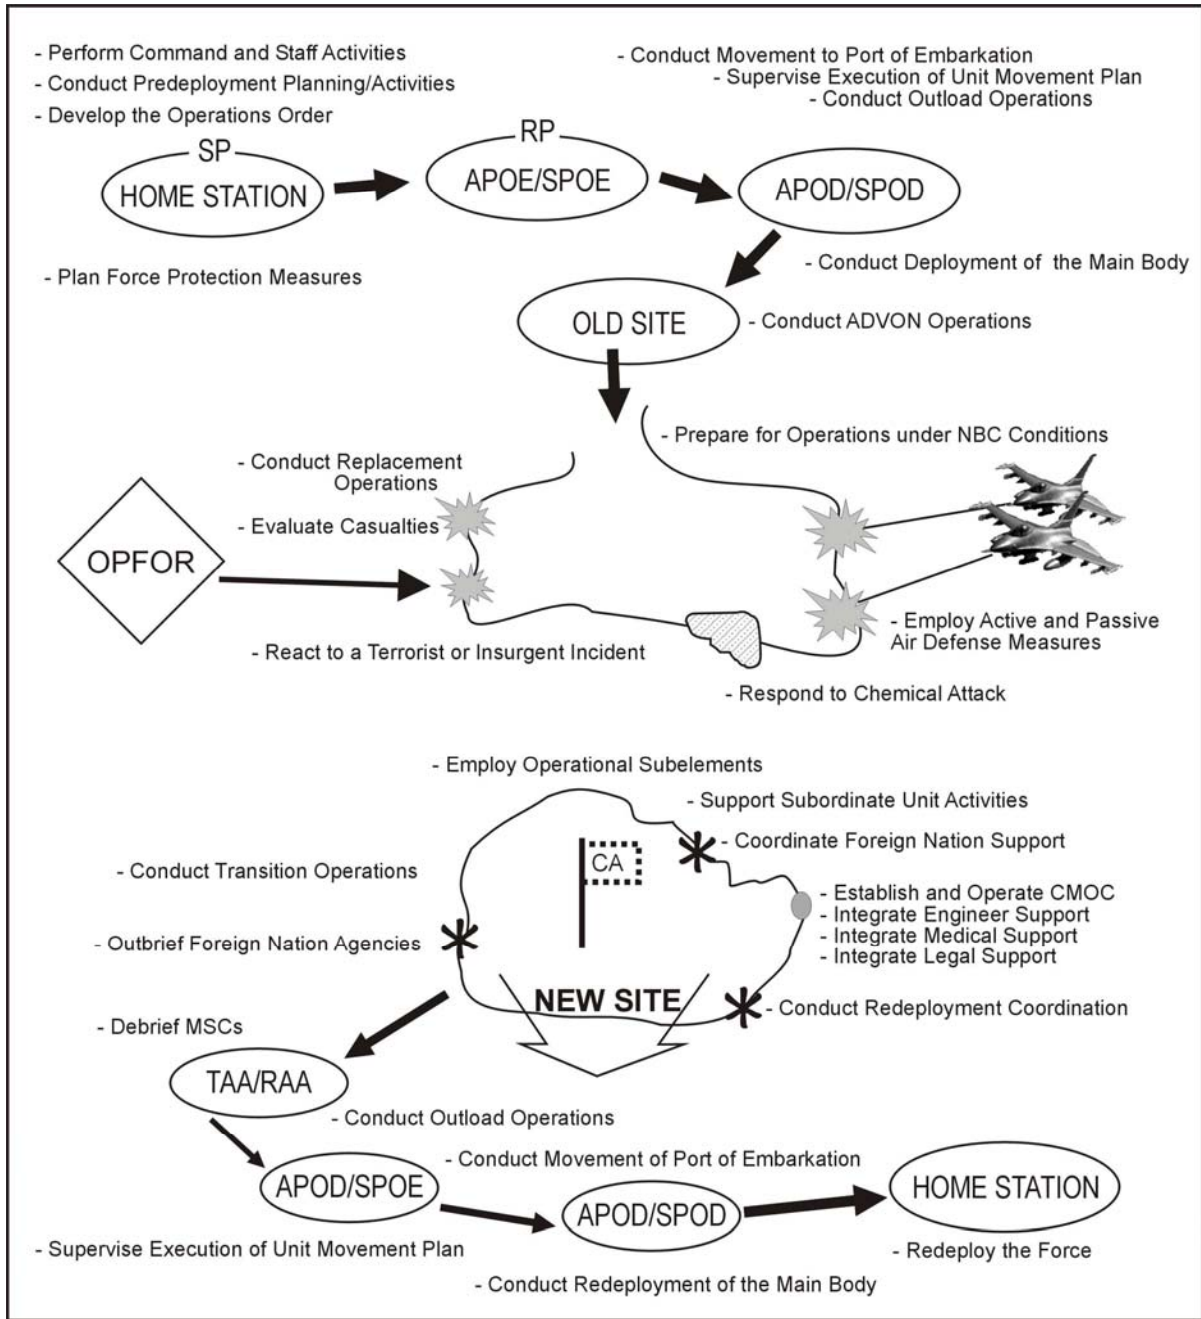 - Perform Command and Staff Activities
- Conduct Predeployment Planning/Activities
- Develop the Operations Order
- Conduct Movement to Port of Embarkation
- Supervise Execution of Unit Movement Plan
- Conduct Outload Operations
SP
HOME STATION
RP
APOE/SPOE
APOD/SPOD
- Plan Force Protection Measures
- Conduct Deployment of the Main Body
OLD SITE
- Conduct ADVON Operations
- Prepare for Operations under NBC Conditions
- Conduct Replacement
Operations
- Evaluate Casualties
OPFOR
- Employ Active and Passive
Air Defense Measures
- React to a Terrorist or Insurgent Incident
- Respond to Chemical Attack
- Employ Operational Subelements
- Support Subordinate Unit Activities
- Coordinate Foreign Nation Support
CA
- Conduct Transition Operations
- Establish and Operate CMOC
- Integrate Engineer Support
- Integrate Medical Support
- Integrate Legal Support
- Outbrief Foreign Nation Agencies
NEW SITE
- Conduct Redeployment Coordination
- Debrief MSCs
TAA/RAA
- Conduct Outload Operations
- Conduct Movement of Port of Embarkation
APOD/SPOE
APOD/SPOD
HOME STATION
- Supervise Execution of Unit Movement Plan
- Redeploy the Force
- Conduct Redeployment of the Main Body